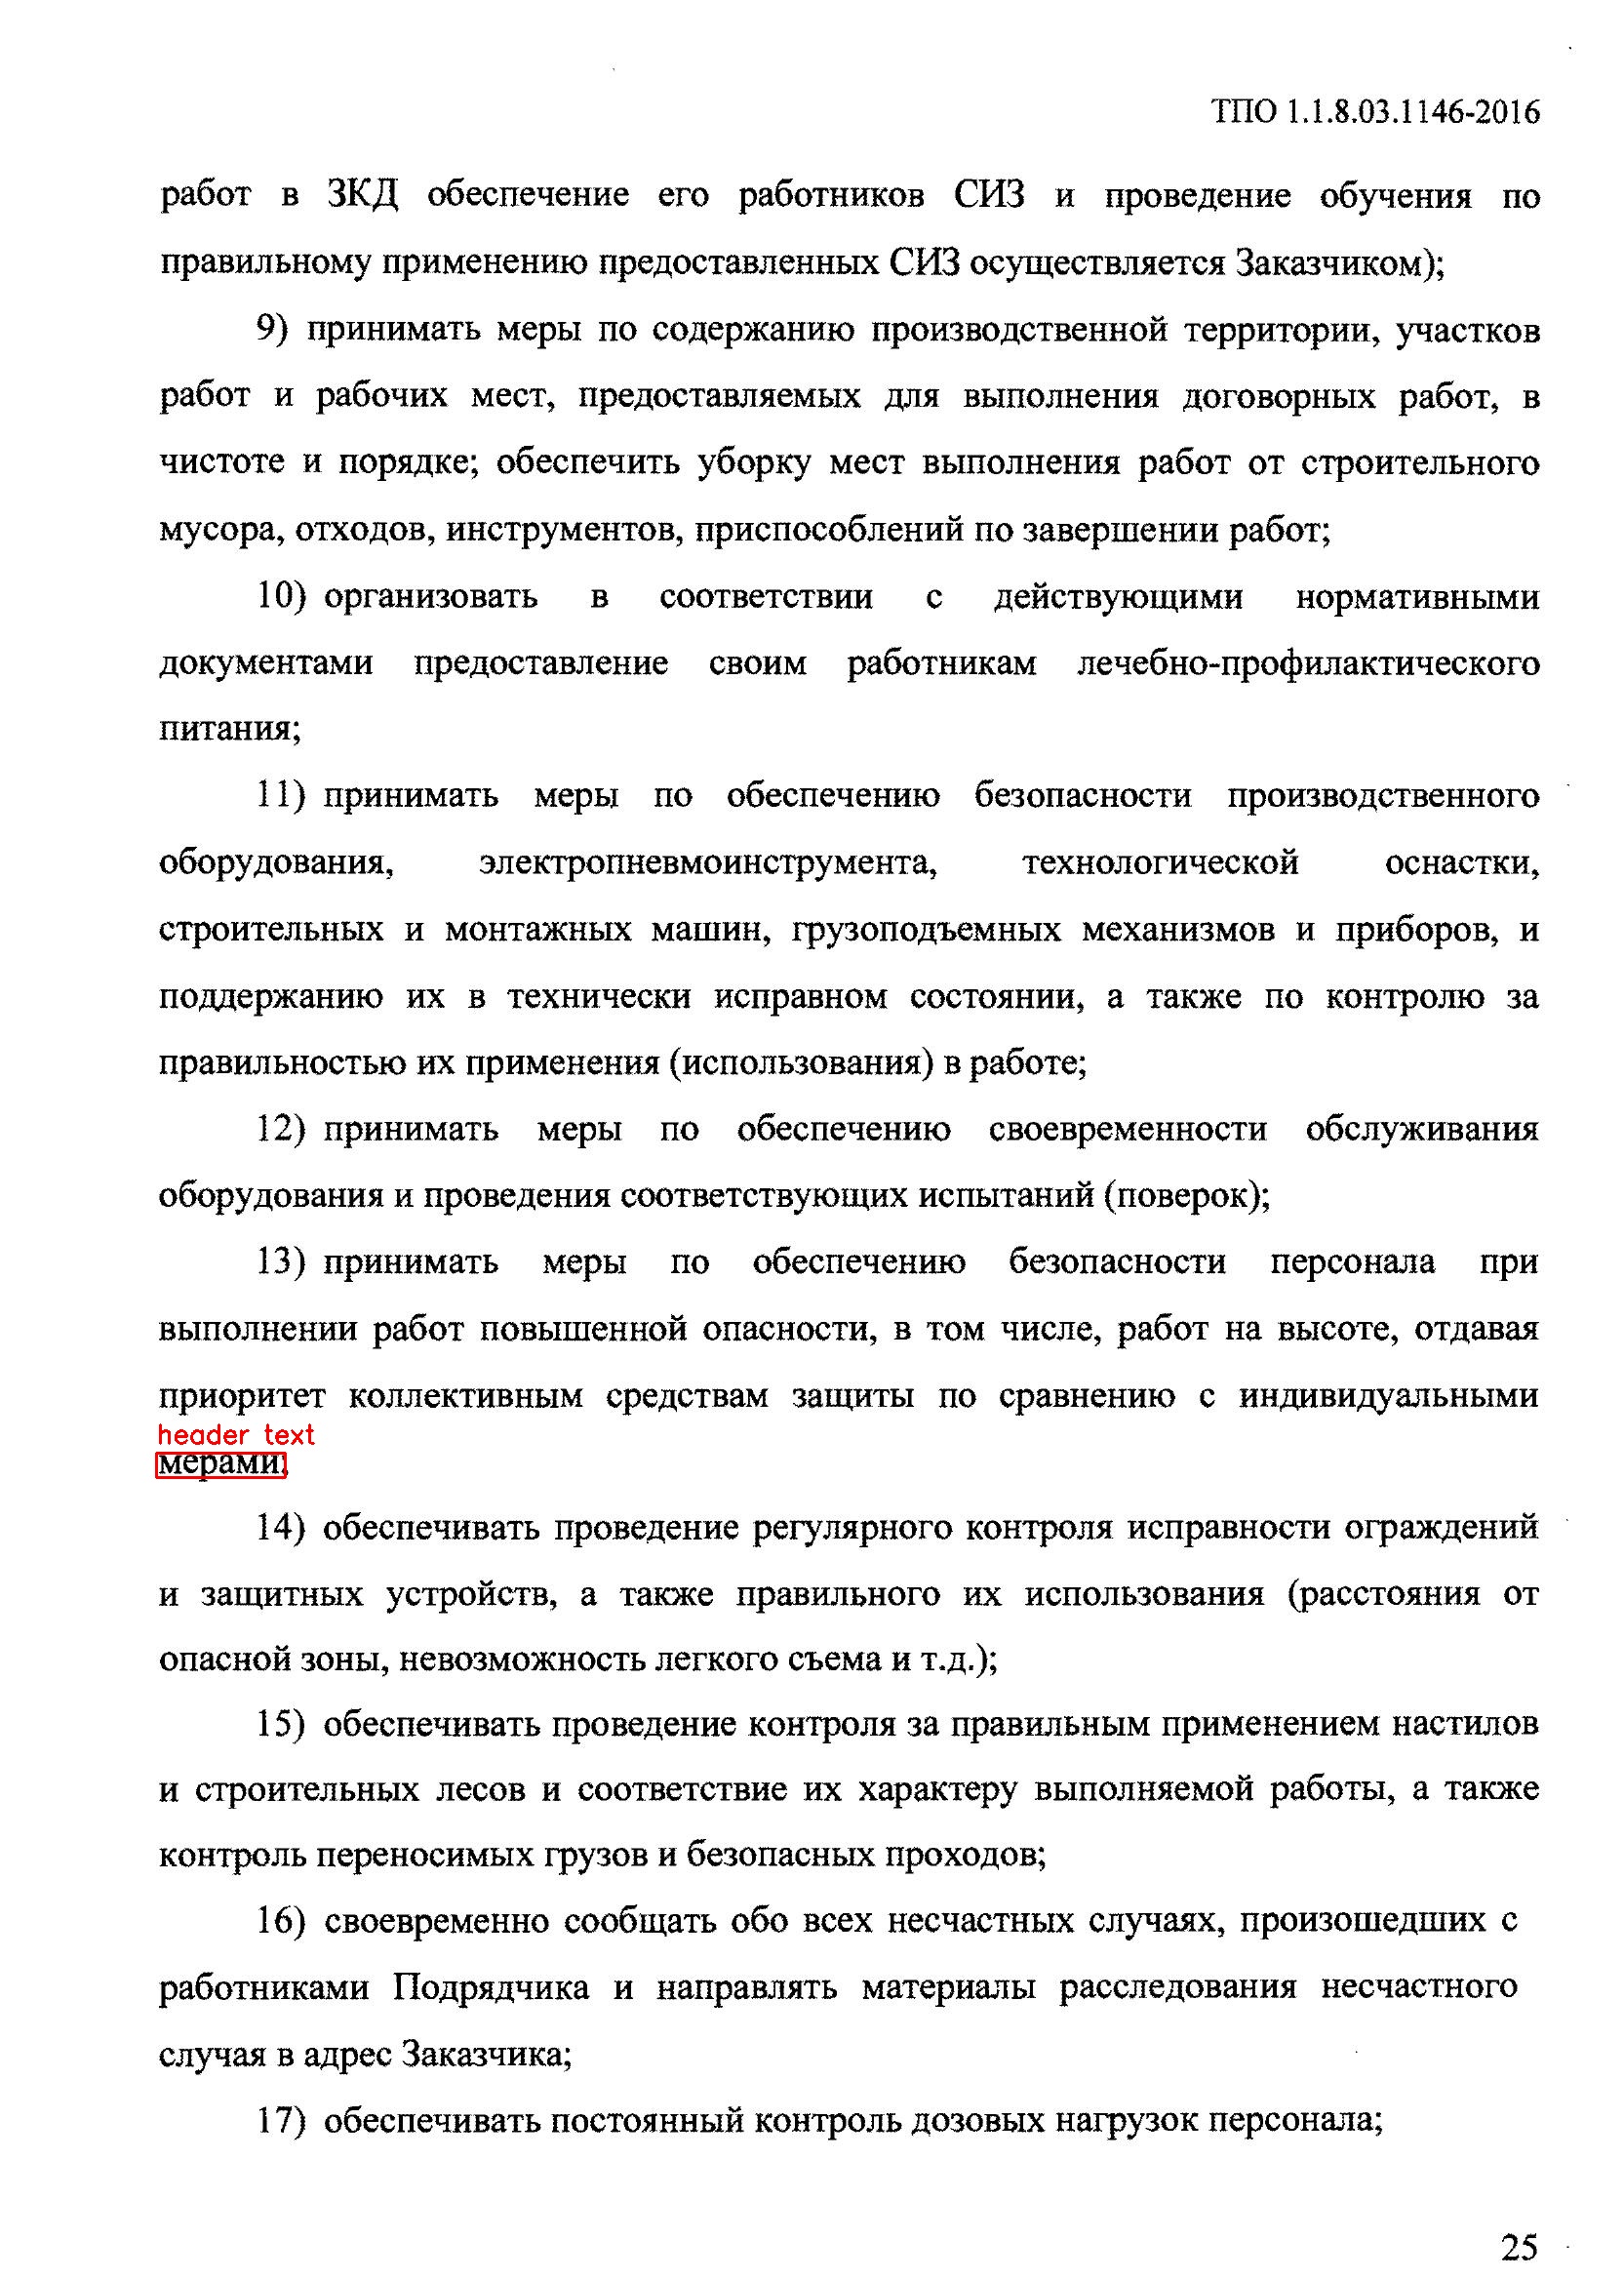 ТПО 1.1.8.03.1146-2016
работ в ЗКД обеспечение его работников СИЗ и проведение обучения по
правильному применению предоставленных СИЗ осуществляется Заказчиком);
9) принимать меры по содержанию производственной территории, участков
работ и рабочих мест, предоставляемых для выполнения договорных работ, в
чистоте и порядке; обеспечить уборку мест выполнения работ от строительного
мусора, отходов, инструментов, приспособлений по завершении работ;
10) организовать в соответствии с действующими нормативными
документами предоставление своим работникам лечебно-профилактического
питания;
11) принимать меры по обеспечению безопасности производственного
оборудования, электропневмоинструмента, технологической оснастки,
строительных и монтажных машин, грузоподъемных механизмов и приборов, и
поддержанию их в технически исправном состоянии, а также по контролю за
правильностью их применения (использования) в работе;
12) принимать меры по обеспечению своевременности обслуживания
оборудования и проведения соответствующих испытаний (поверок);
13) принимать меры по обеспечению безопасности персонала при
выполнении работ повышенной опасности, в том числе, работ на высоте, отдавая
приоритет коллективным средствам защиты по сравнению с индивидуальными
header text
мерами;
14) обеспечивать проведение регулярного контроля исправности ограждений
и защитных устройств, а также правильного их использования (расстояния от
опасной зоны, невозможность легкого съема и т.д.);
15) обеспечивать проведение контроля за правильным применением настилов
и строительных лесов и соответствие их характеру выполняемой работы, а также
контроль переносимых грузов и безопасных проходов;
16) своевременно сообщать обо всех несчастных случаях, произошедших с
работниками Подрядчика и направлять материалы расследования несчастного
случая в адрес Заказчика;
17) обеспечивать постоянный контроль дозовых нагрузок персонала;
25